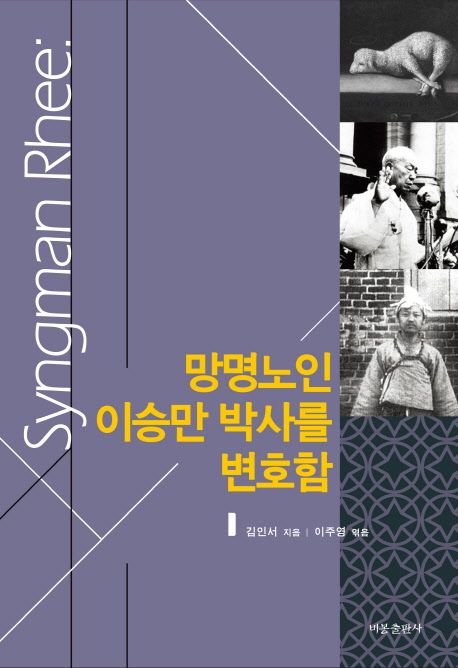 Syngman Rhee:
망명노인
이승만 박사를
변호함
김인서 지음 | 이주영 엮음
비봉출판사